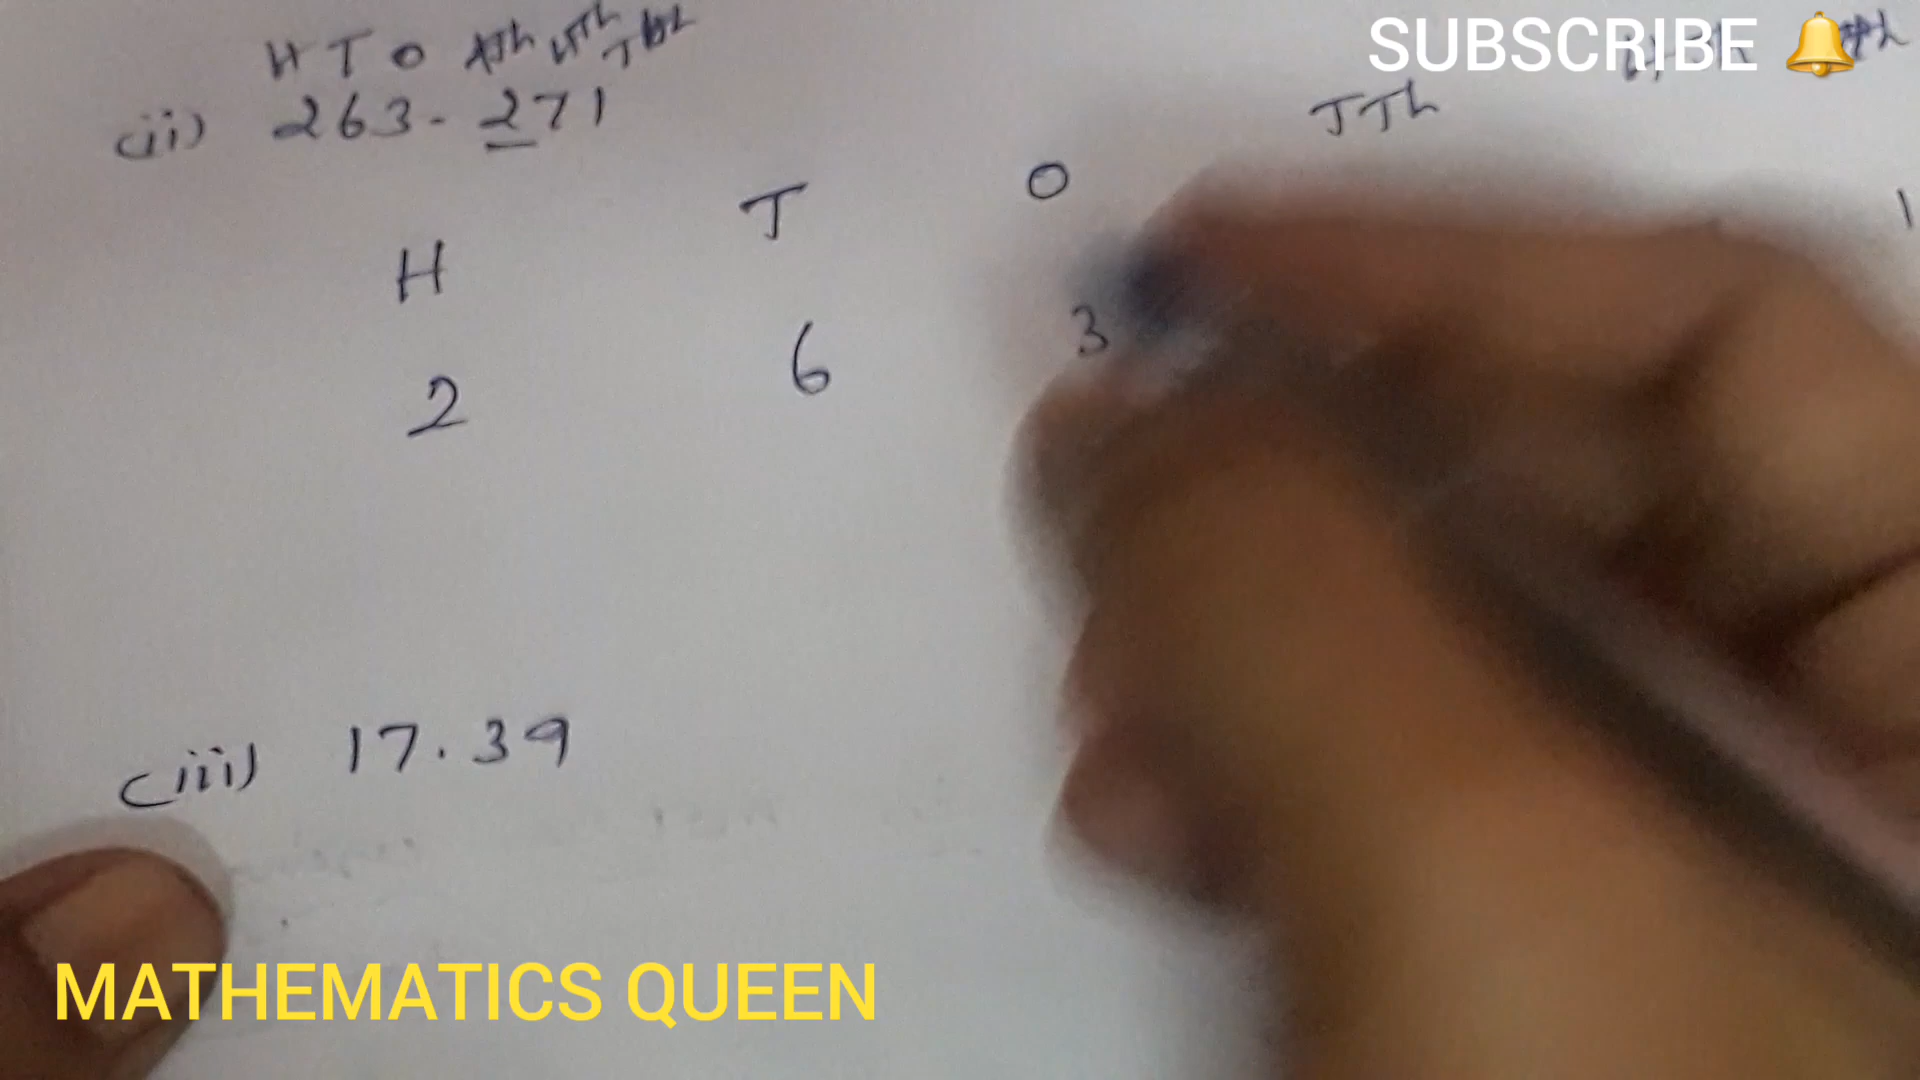 SUBSCRIBE 🔔
H T O
(ii) 263.271
H T O TTh
2 6 3
(iii) 17.39
MATHEMATICS QUEEN